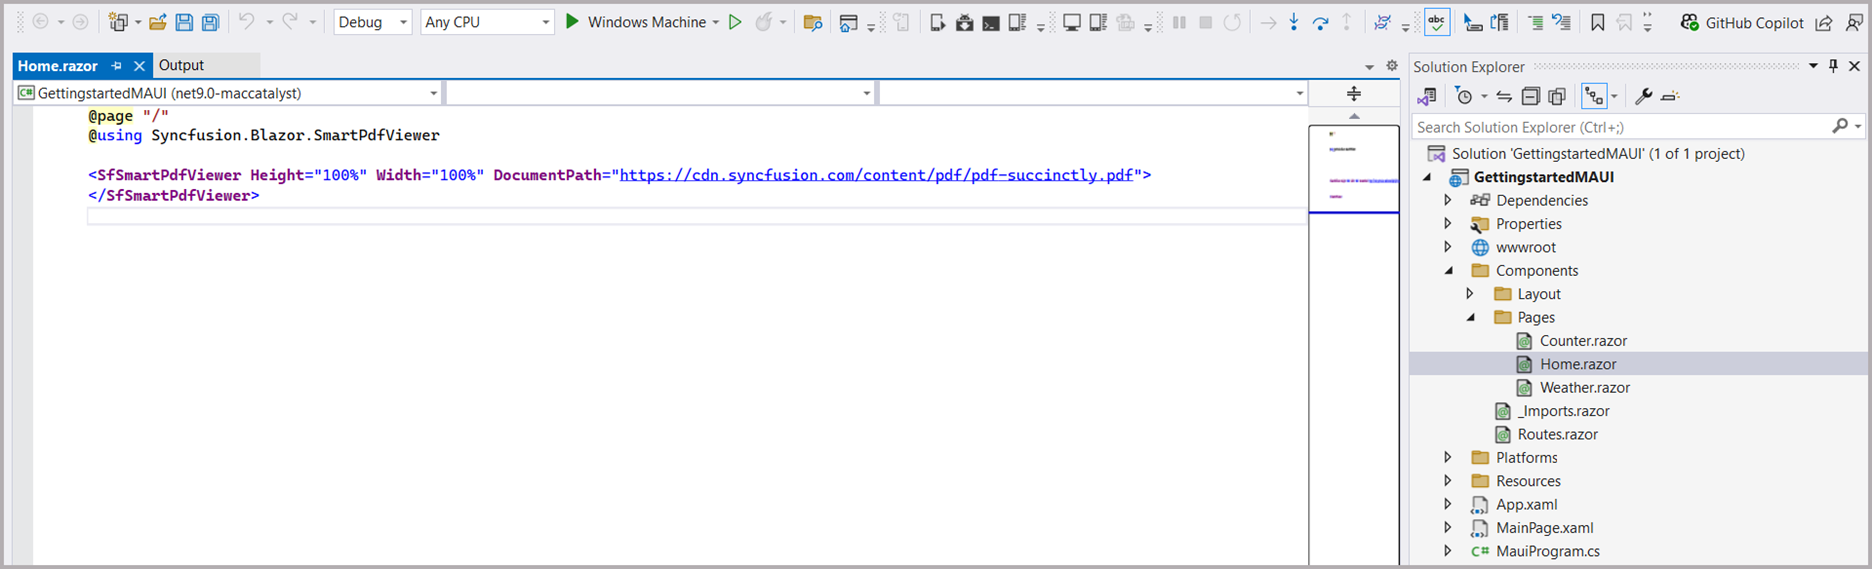 Debug Any CPU Windows Machine abc GitHub Copilot
Home.razor Output
GettingstartedMAUI (net9.0-maccatalyst)
@page "/"
@using Syncfusion.Blazor.SmartPdfViewer
<SfSmartPdfViewer Height="100%" Width="100%" DocumentPath="https://cdn.syncfusion.com/content/pdf/pdf-succinctly.pdf">
</SfSmartPdfViewer>
Solution Explorer
Search Solution Explorer (Ctrl+;)
Solution 'GettingstartedMAUI' (1 of 1 project)
GettingstartedMAUI
Dependencies
Properties
wwwroot
Components
Layout
Pages
Counter.razor
Home.razor
Weather.razor
_Imports.razor
Routes.razor
Platforms
Resources
App.xaml
MainPage.xaml
C# MauiProgram.cs